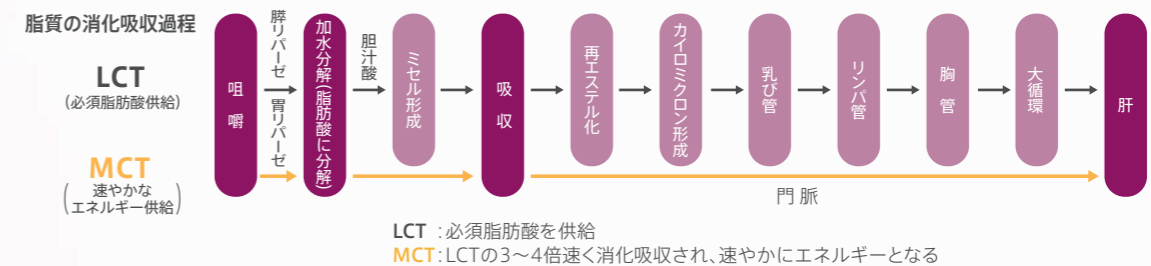 脂質の消化吸収過程
LCT
(必須脂肪酸供給)
MCT
(速やかな
エネルギー供給)
咀嚼
膵リパーゼ
胃リパーゼ
加水分解(脂肪酸に分解)
胆汁酸
ミセル形成
吸収
再エステル化
カイロミクロン形成
乳び管
リンパ管
胸管
大循環
肝
門脈
LCT：必須脂肪酸を供給
MCT：LCTの3〜4倍速く消化吸収され、速やかにエネルギーとなる